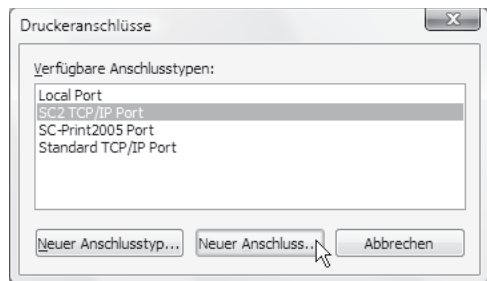 Druckeranschlüsse
Verfügbare Anschlusstypen:
Local Port
SC2 TCP/IP Port
SC-Print2005 Port
Standard TCP/IP Port
Neuer Anschlusstyp... Neuer Anschluss... Abbrechen